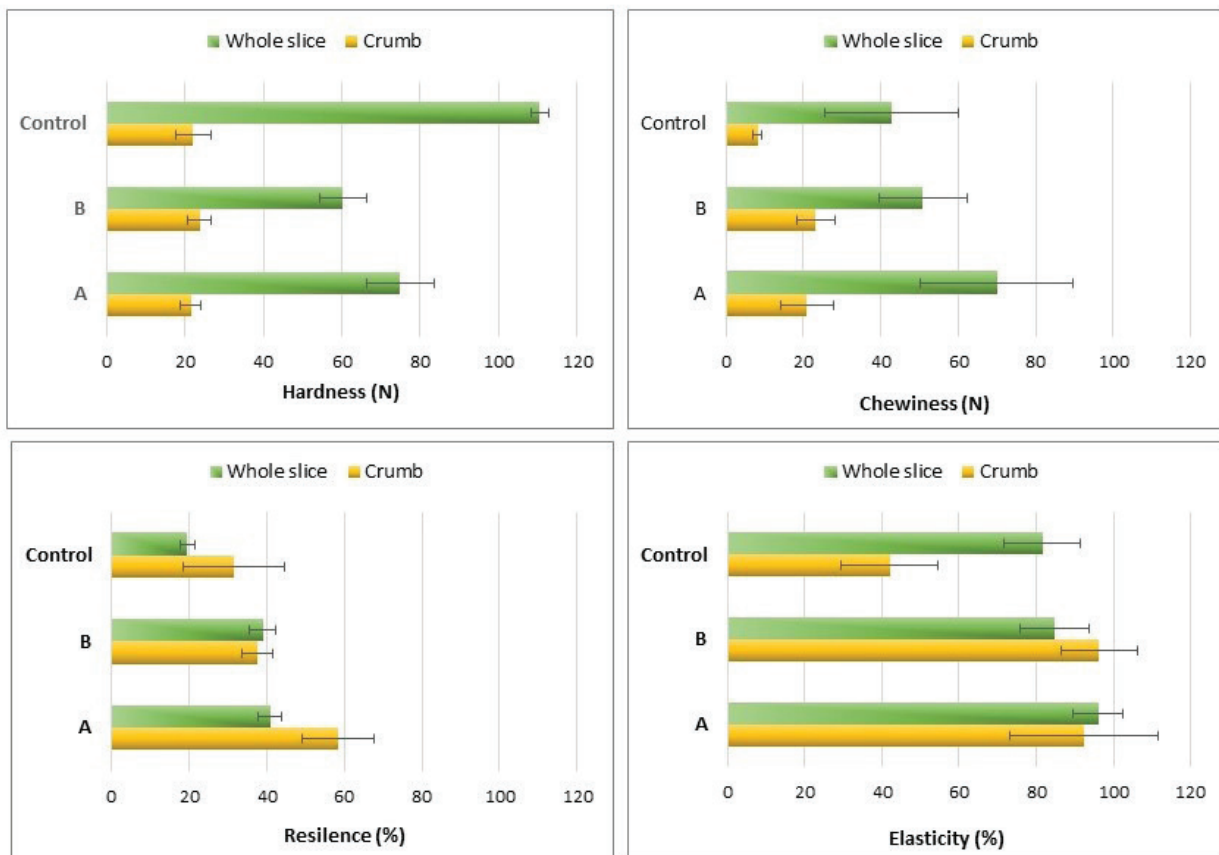 Whole slice Crumb
Control
B
A
0 20 40 60 80 100 120
Hardness (N)
Whole slice Crumb
Control
B
A
0 20 40 60 80 100 120
Chewiness (N)
Whole slice Crumb
Control
B
A
0 20 40 60 80 100 120
Resilence (%)
Whole slice Crumb
Control
B
A
0 20 40 60 80 100 120
Elasticity (%)